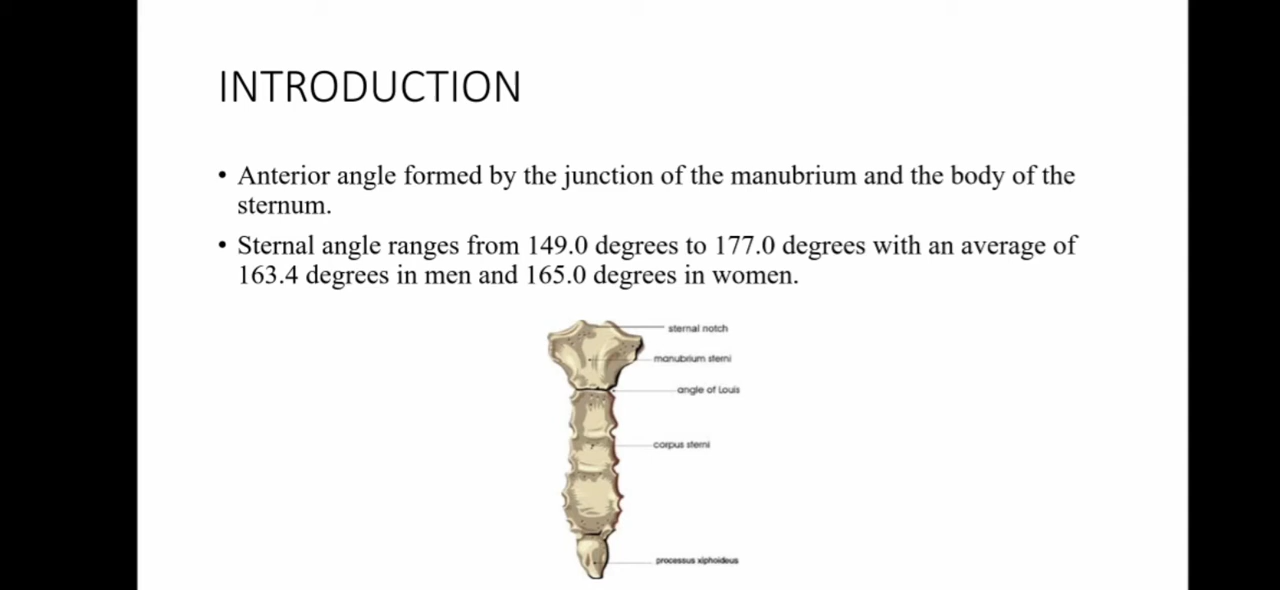 INTRODUCTION
• Anterior angle formed by the junction of the manubrium and the body of the
sternum.
• Sternal angle ranges from 149.0 degrees to 177.0 degrees with an average of
163.4 degrees in men and 165.0 degrees in women.
sternal notch
manubrium sterni
angle of Louis
corpus sterni
processus xiphoideus